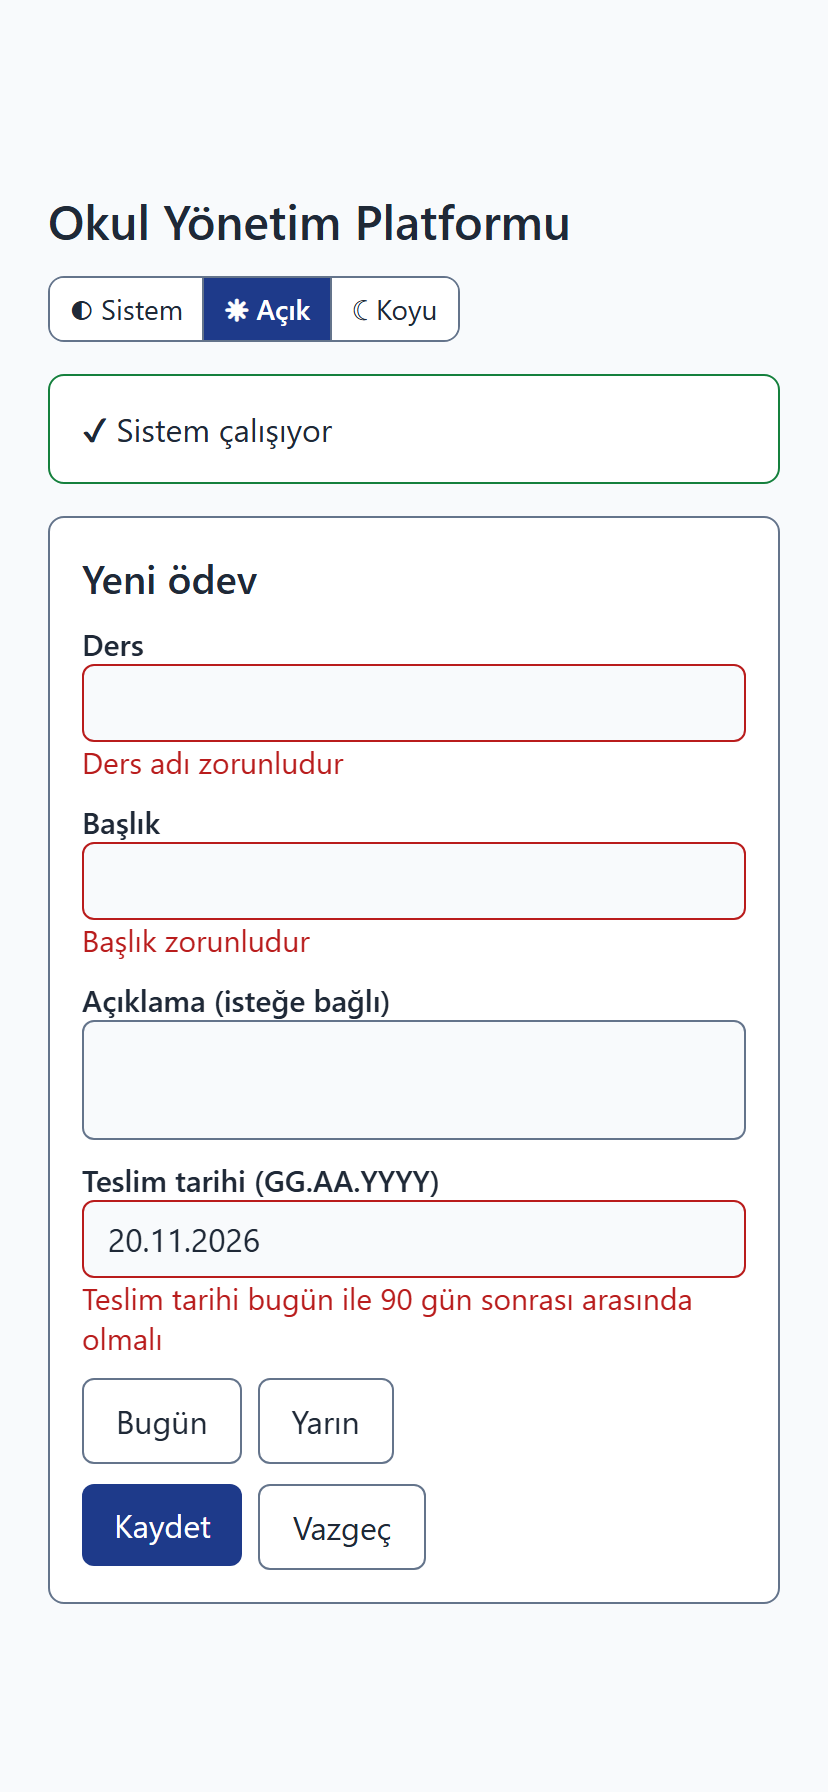 Okul Yönetim Platformu
◐ Sistem ✱ Açık ☾ Koyu
✓ Sistem çalışıyor
Yeni ödev
Ders
Ders adı zorunludur
Başlık
Başlık zorunludur
Açıklama (isteğe bağlı)
Teslim tarihi (GG.AA.YYYY)
20.11.2026
Teslim tarihi bugün ile 90 gün sonrası arasında
olmalı
Bugün Yarın
Kaydet Vazgeç